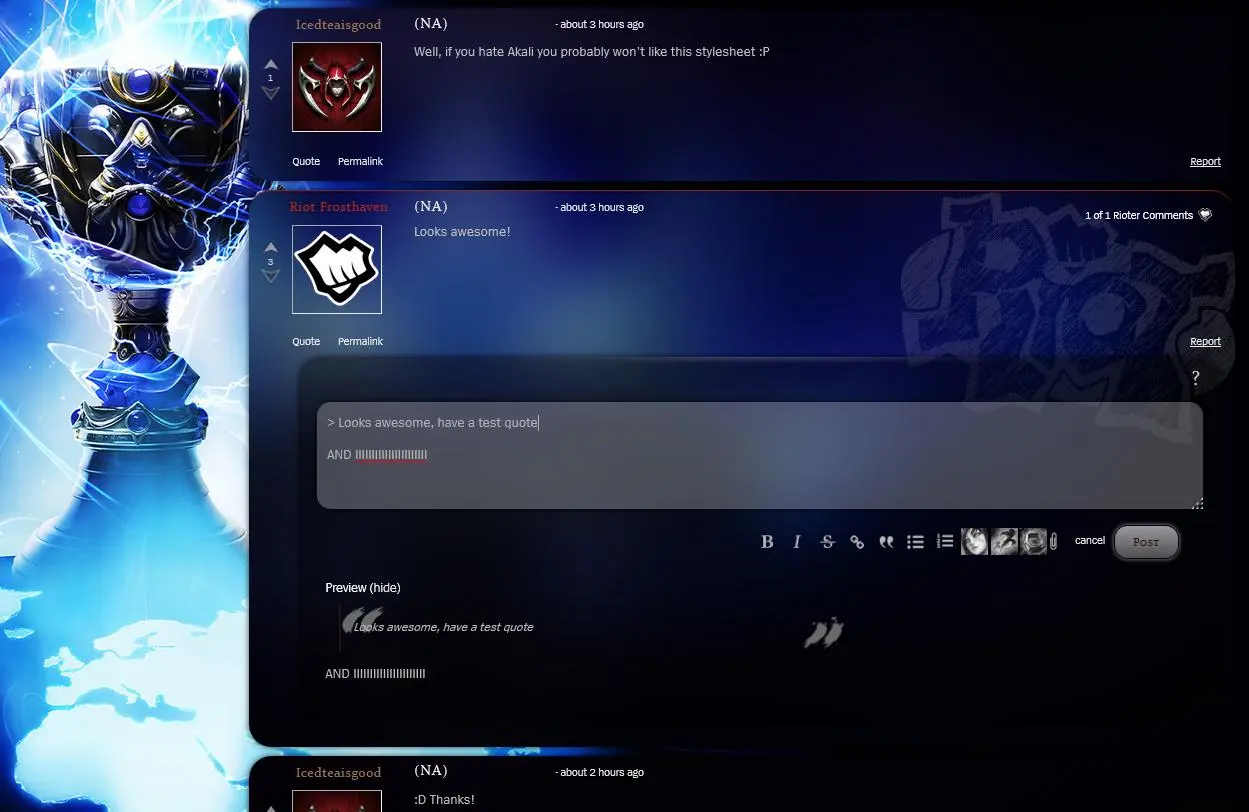 Icedteaisgood (NA) - about 3 hours ago
Well, if you hate Akali you probably won't like this stylesheet :P
1
Quote Permalink Report
Riot Frosthaven (NA) - about 3 hours ago
1 of 1 Rioter Comments
Looks awesome!
3
Quote Permalink Report
?
> Looks awesome, have a test quote
AND
B I S cancel Post
Preview (hide)
“ Looks awesome, have a test quote ”
AND
Icedteaisgood (NA) - about 2 hours ago
:D Thanks!